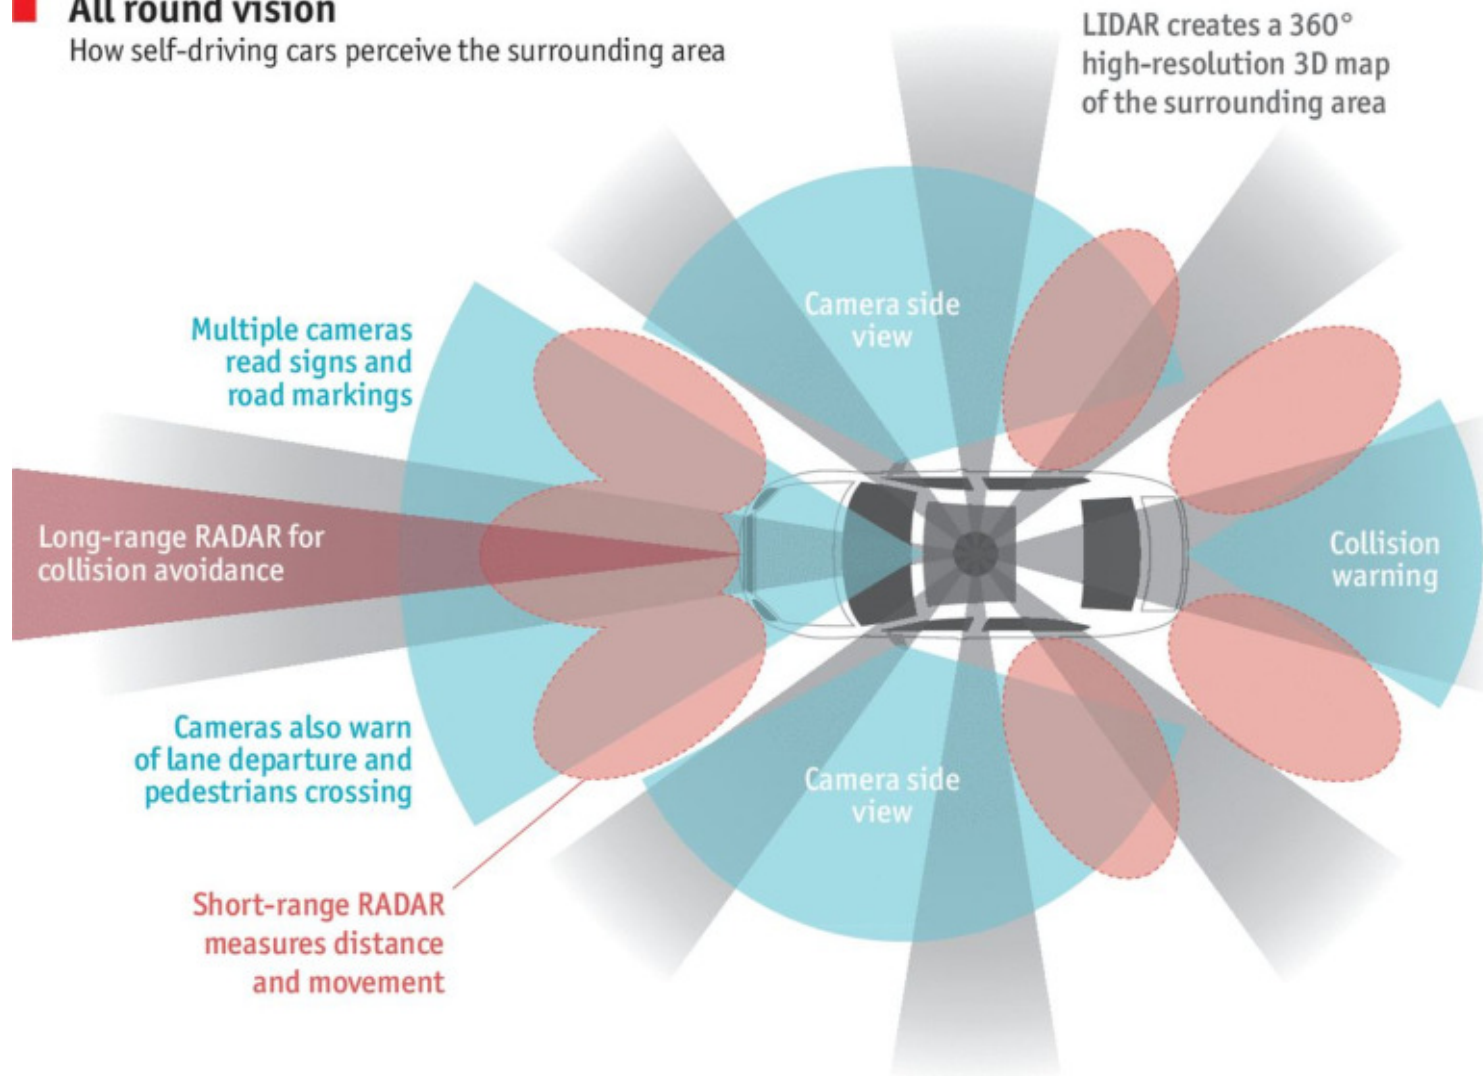 All round vision
How self-driving cars perceive the surrounding area
LIDAR creates a 360°
high-resolution 3D map
of the surrounding area
Camera side
view
Multiple cameras
read signs and
road markings
Long-range RADAR for
collision avoidance
Collision
warning
Cameras also warn
of lane departure and
pedestrians crossing
Camera side
view
Short-range RADAR
measures distance
and movement